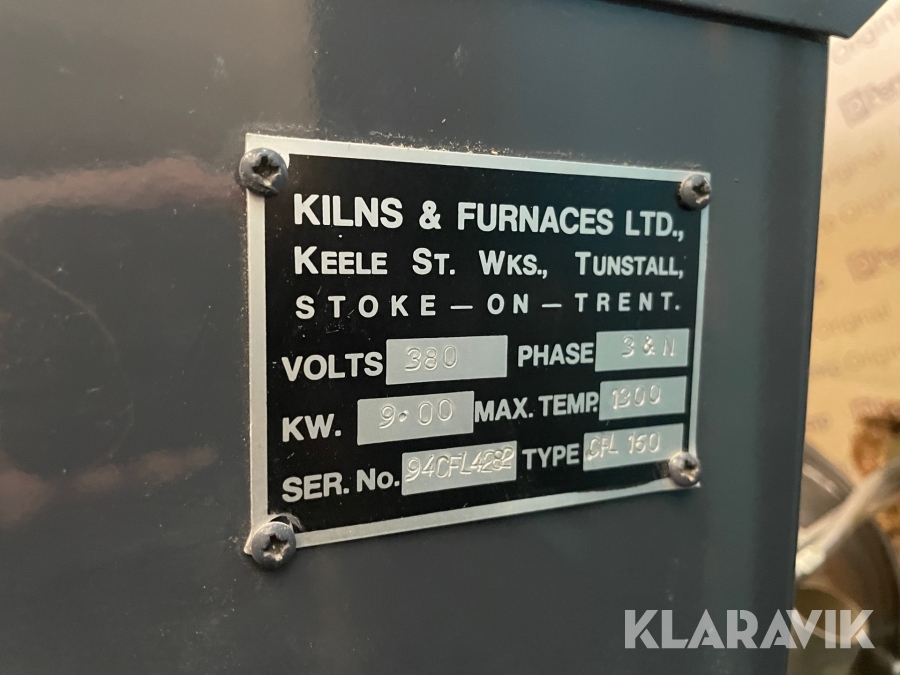 KILNS & FURNACES LTD.,
KEELE ST. WKS., TUNSTALL,
STOKE—ON—TRENT.
VOLTS 380 PHASE 3 & N
KW. 9.00 MAX. TEMP. 1300
SER. No. 94CFL4282 TYPE CFL 160
KLARAVIK